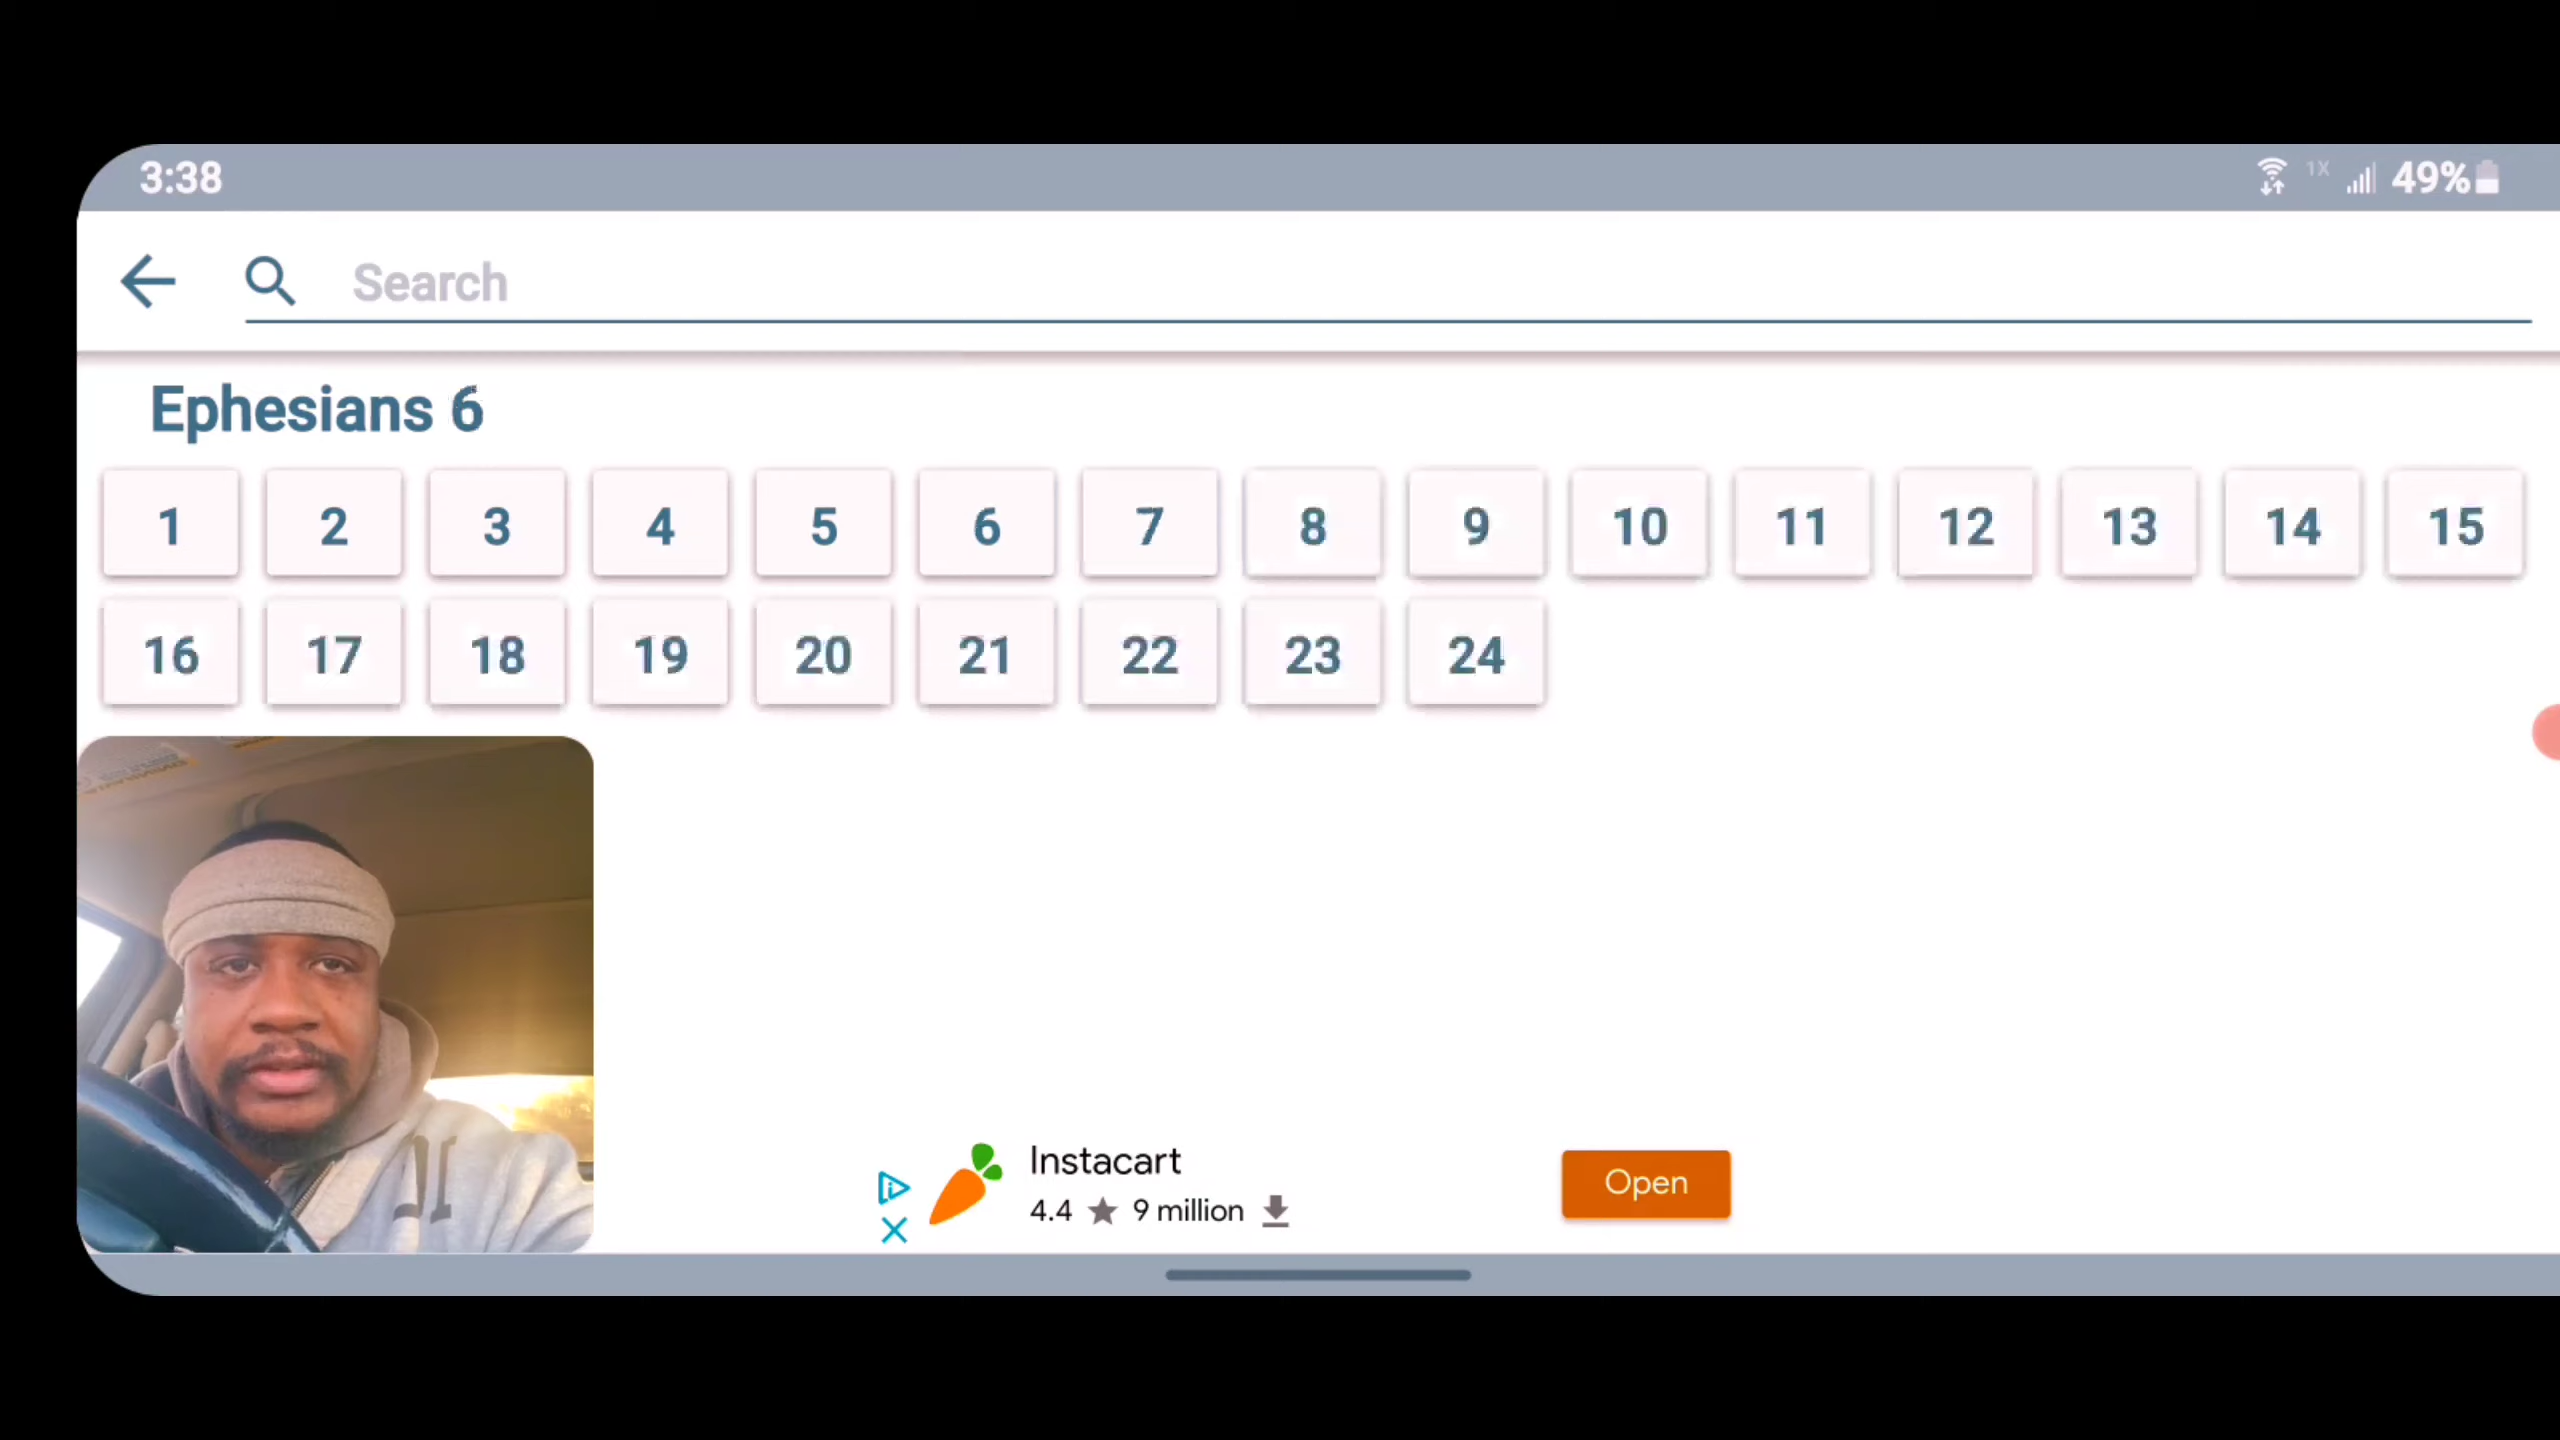 3:38 1X 49%
Search
Ephesians 6
1 2 3 4 5 6 7 8 9 10 11 12 13 14 15
16 17 18 19 20 21 22 23 24
Instacart
4.4 ★ 9 million
Open